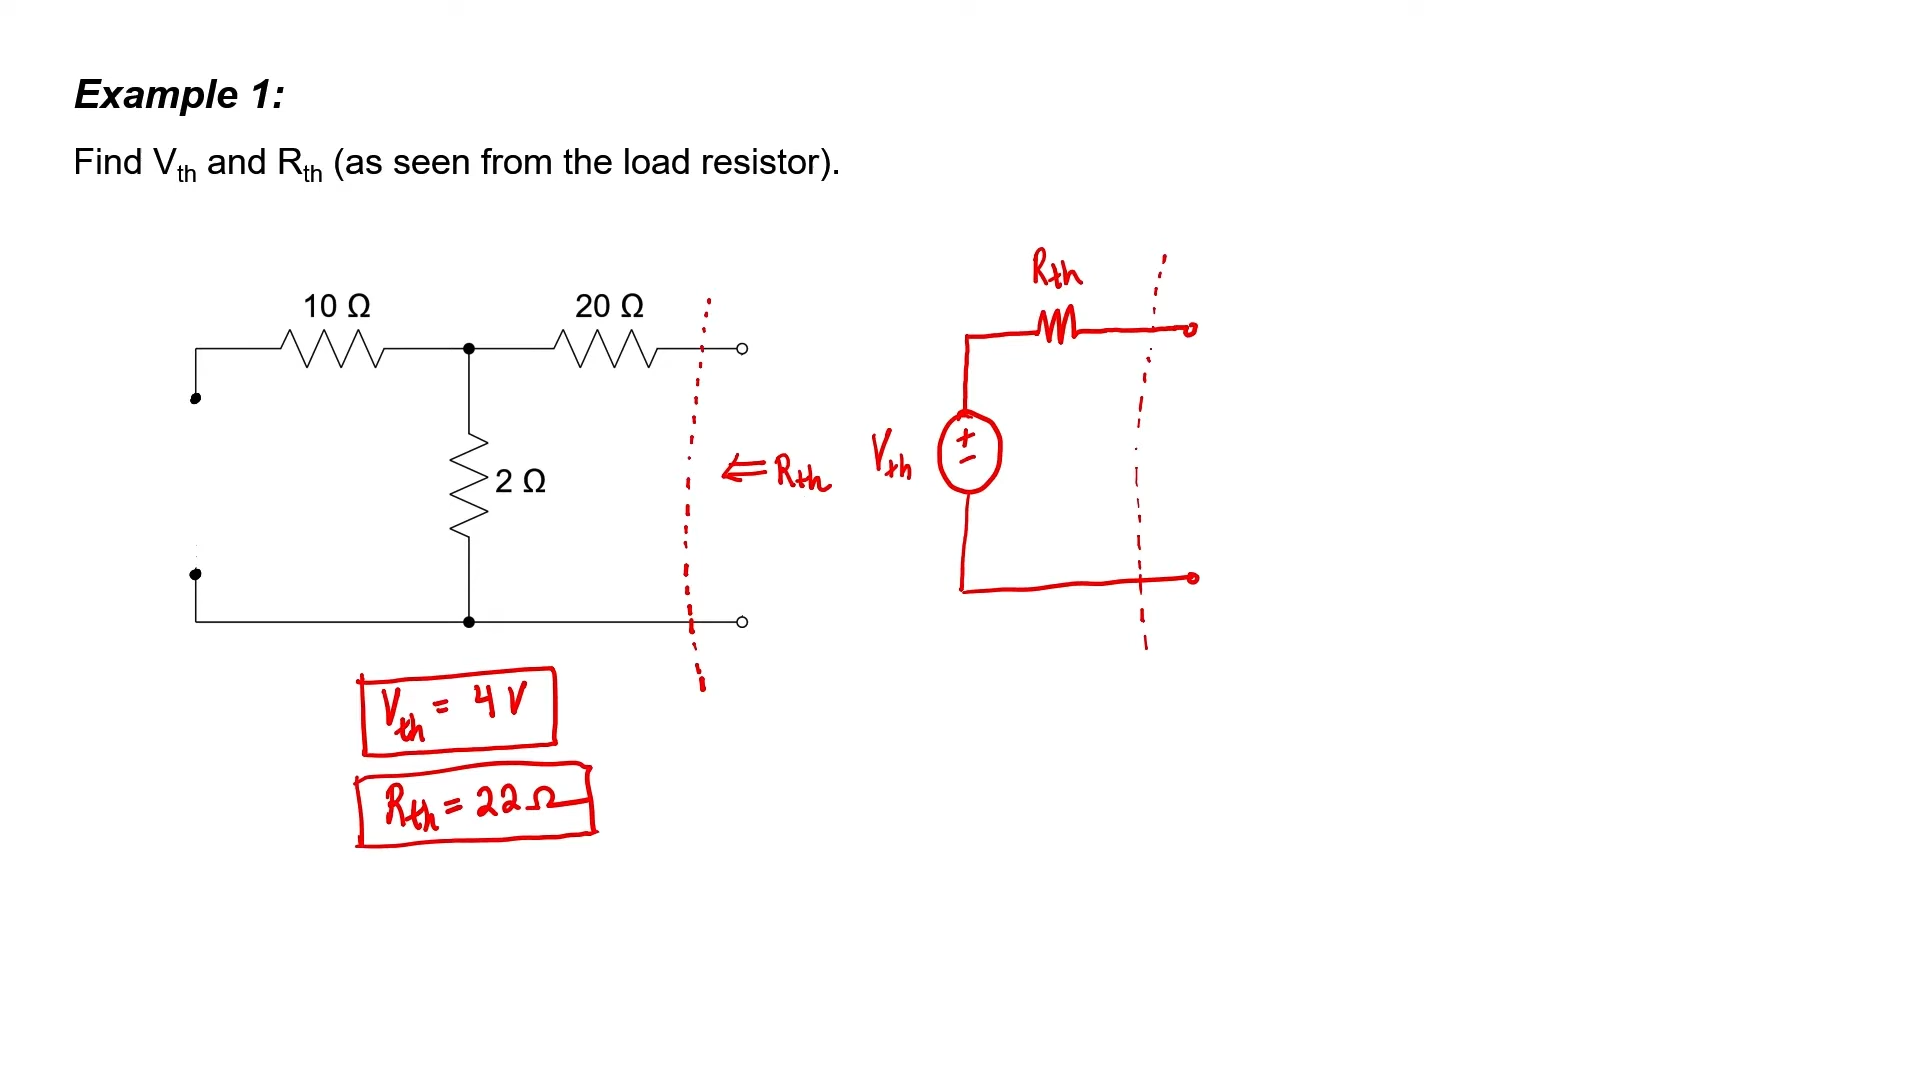 Example 1:
Find Vth and Rth (as seen from the load resistor).
10 Ω
20 Ω
2 Ω
⇐ Rth
Rth
Vth
+
−
Vth = 4 V
Rth = 22 Ω